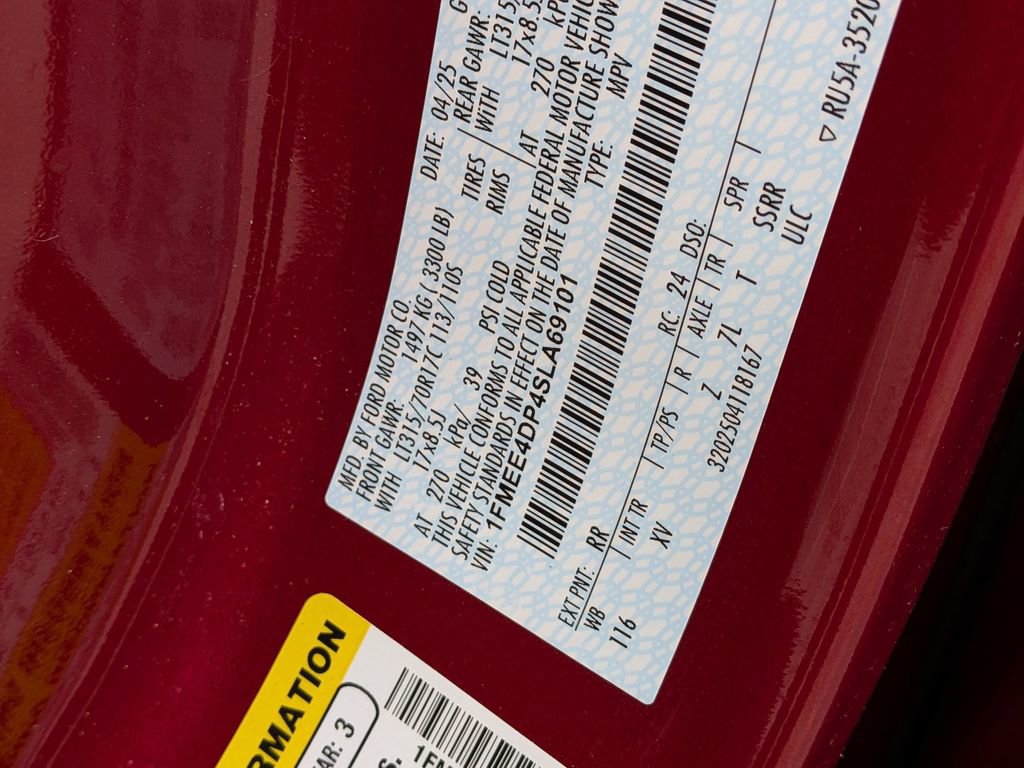 MFD. BY FORD MOTOR CO.
DATE: 04/25
FRONT GAWR: 1497 KG ( 3300 LB)
REAR GAWR:
WITH LT315/70R17C 113/110S
TIRES
WITH LT315
17x8.5J
RIMS
17x8.5
AT 270 kPa/ 39 PSI COLD
AT 270
THIS VEHICLE CONFORMS TO ALL APPLICABLE FEDERAL MOTOR
SAFETY STANDARDS IN EFFECT ON THE DATE OF MANUFACTURE SHOW
VIN: 1FMEE4DP4SLA69101
TYPE: MPV
EXT PNT: RR RC: 24 DSO:
WB | INT TR | TP/PS | R | AXLE | TR | SPR |
116 XV Z 7L T SSRR
3202504118167 ULC
▽ RU5A-3520
RMATION
AR: 3
S.